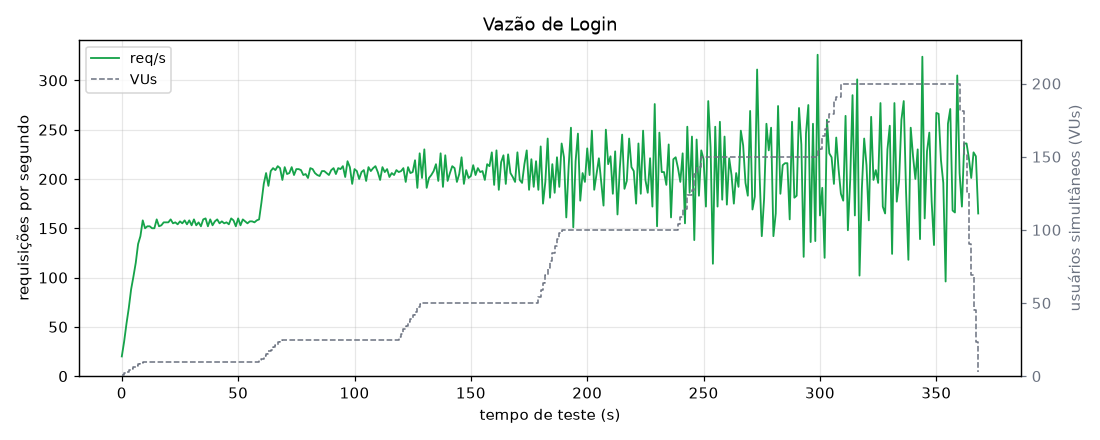 Vazão de Login
req/s
VUs
requisições por segundo
300
250
200
150
100
50
0
usuários simultâneos (VUs)
200
150
100
50
0
0 50 100 150 200 250 300 350
tempo de teste (s)